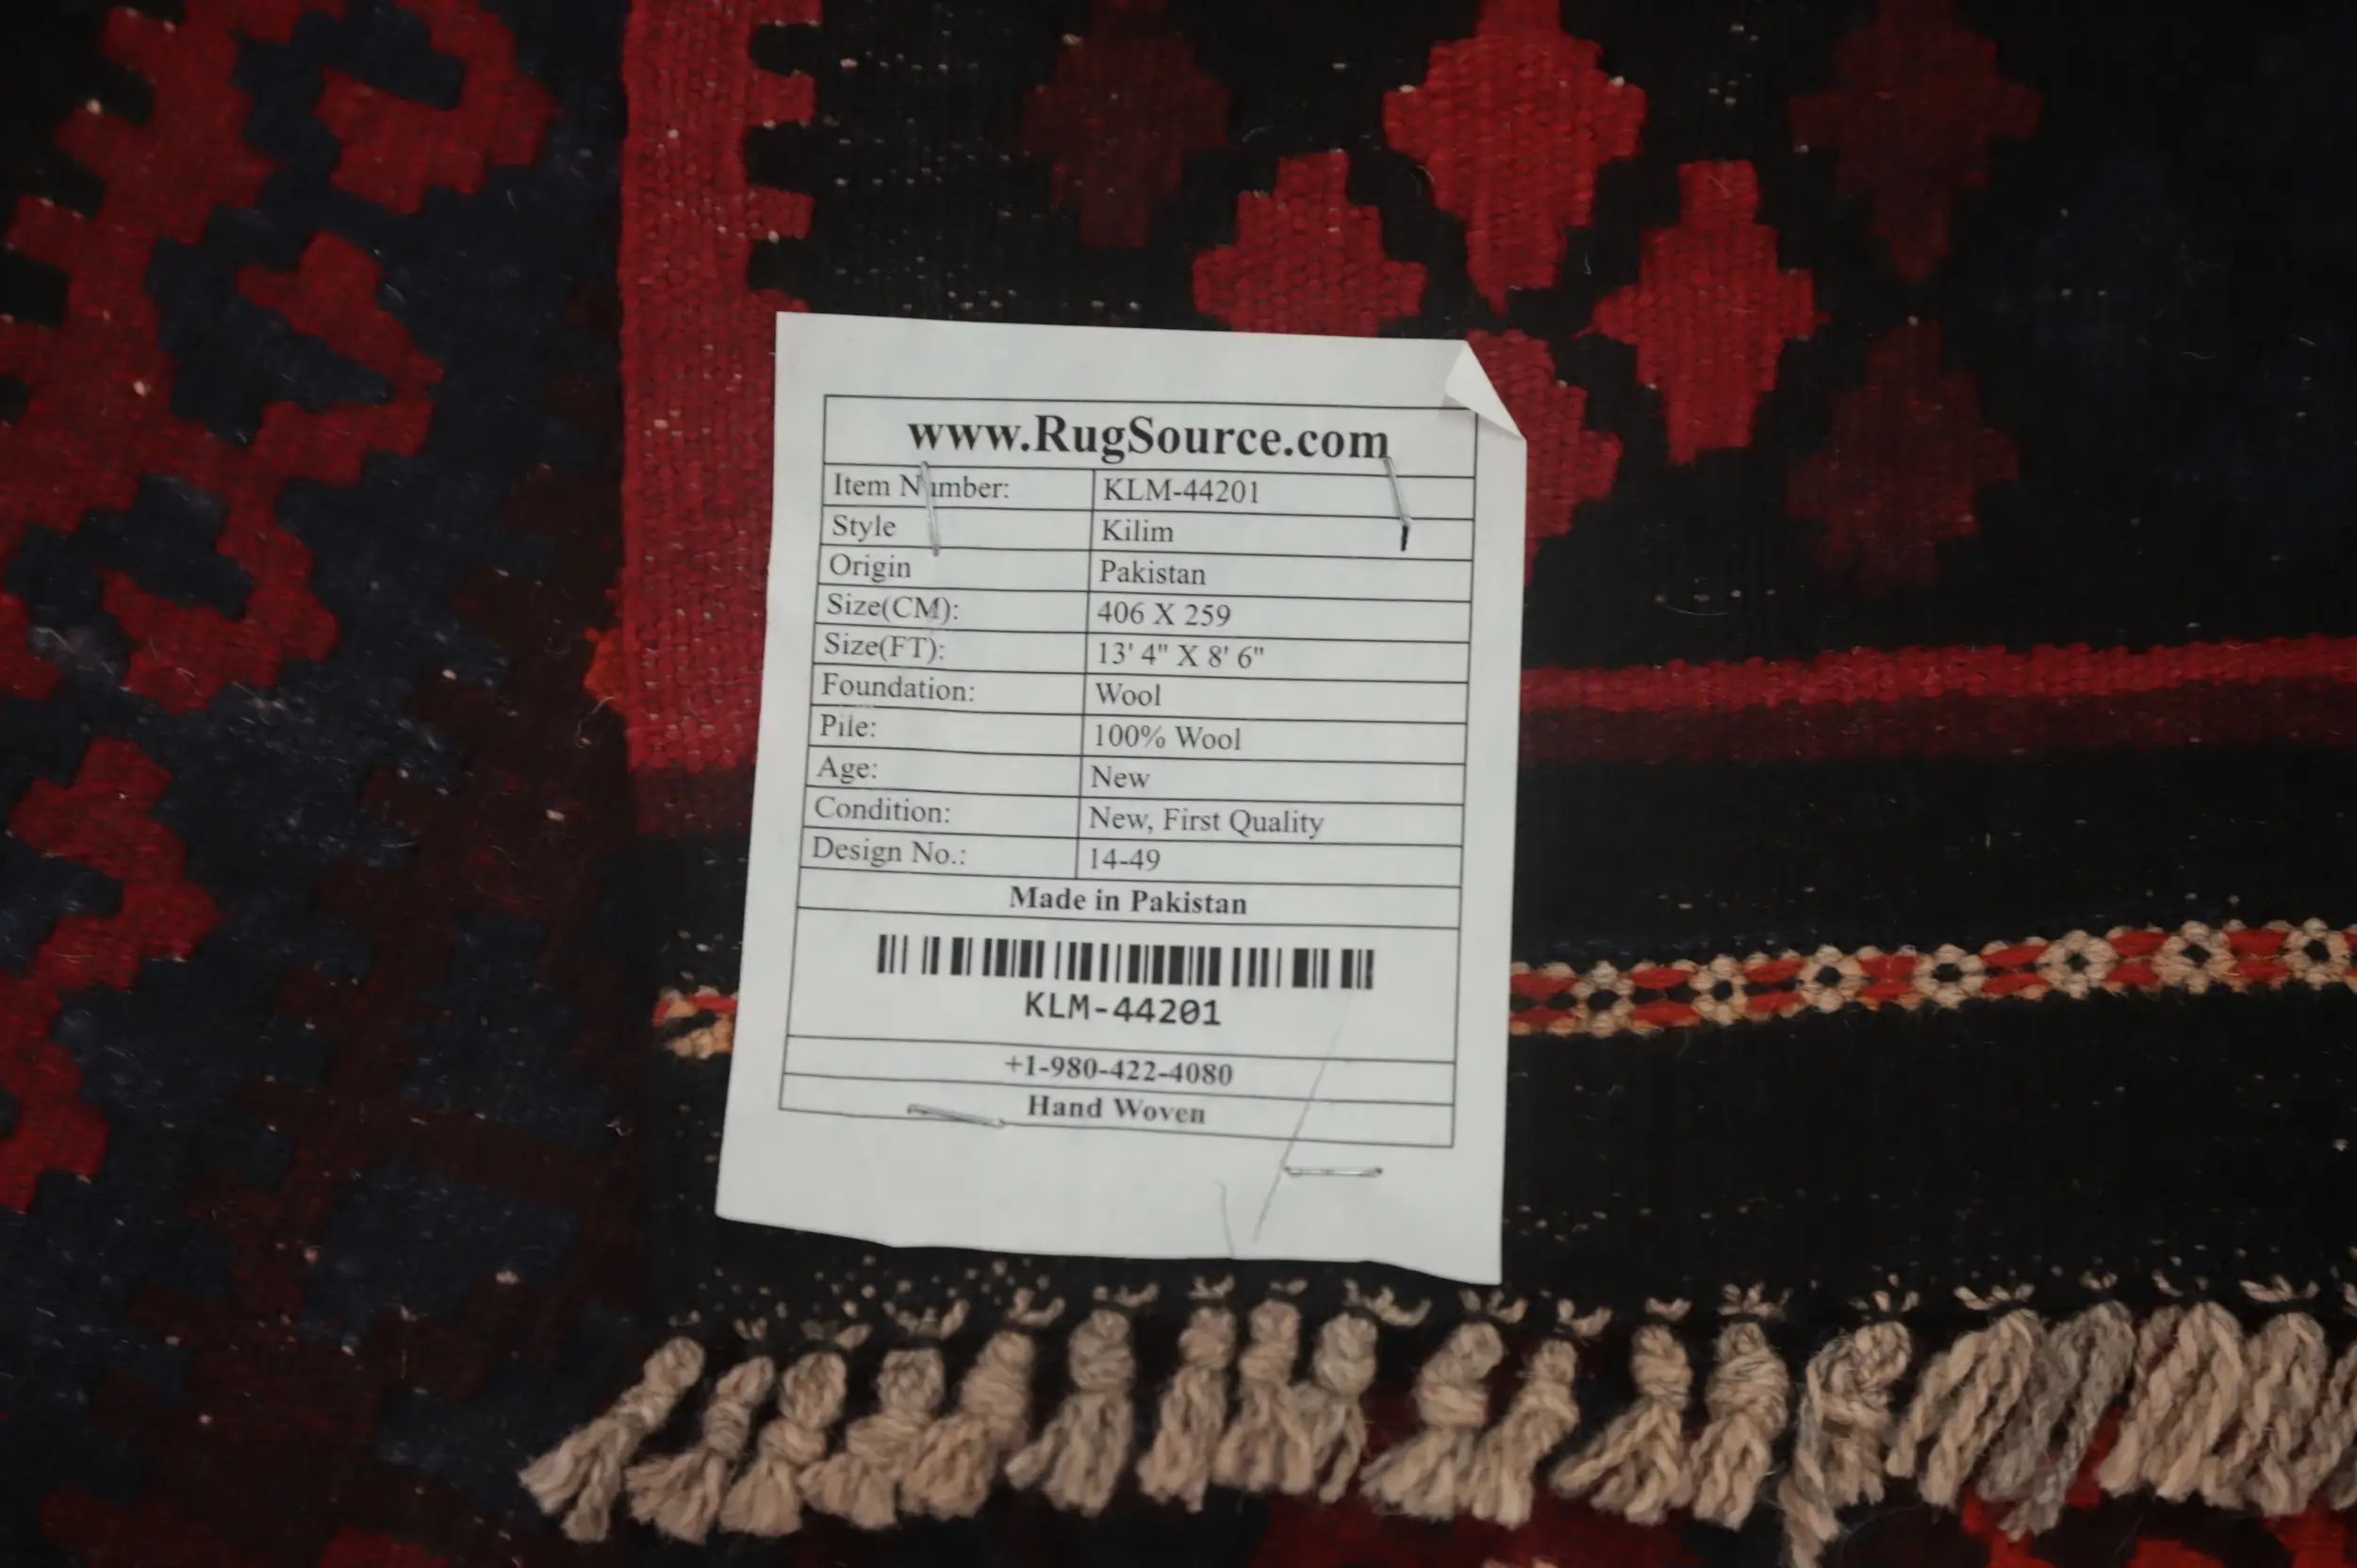 www.RugSource.com
Item Number: KLM-44201
Style Kilim
Origin Pakistan
Size(CM): 406 X 259
Size(FT): 13' 4" X 8' 6"
Foundation: Wool
Pile: 100% Wool
Age: New
Condition: New, First Quality
Design No.: 14-49
Made in Pakistan
KLM-44201
+1-980-422-4080
Hand Woven